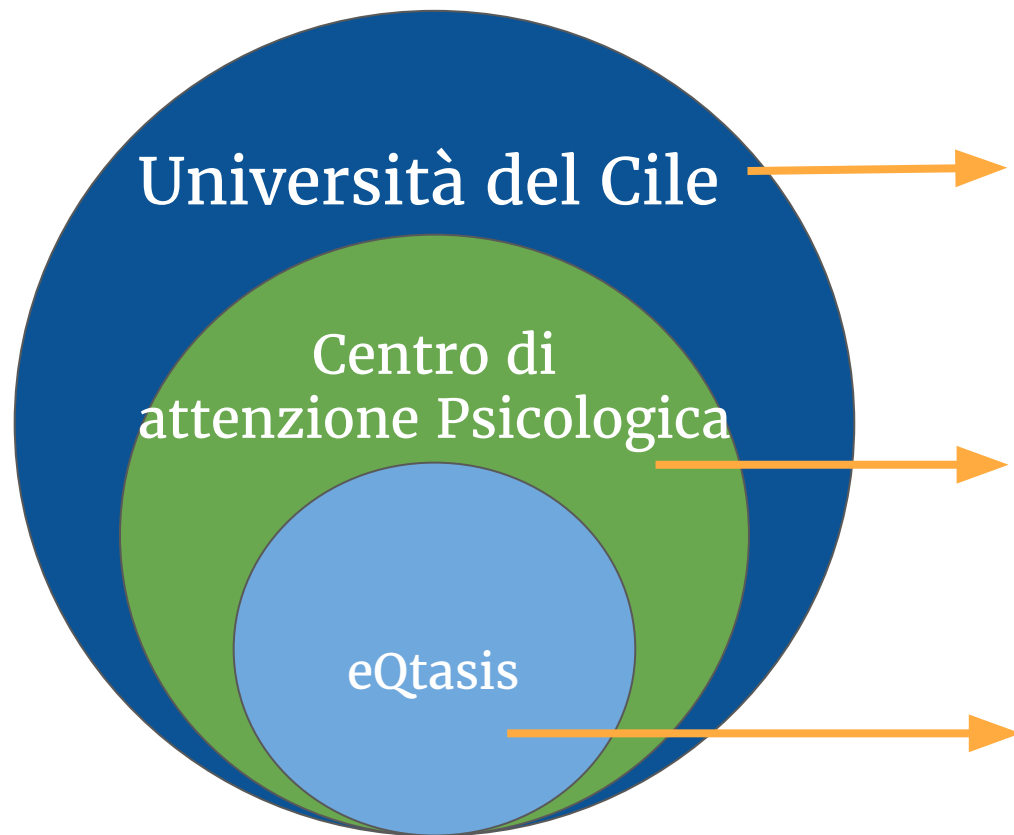 Università del Cile
Centro di
attenzione Psicologica
eQtasis